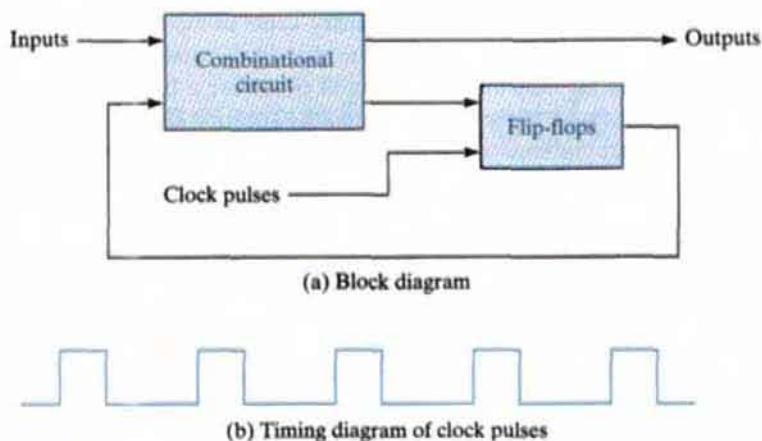 Inputs
Combinational
circuit
Outputs
Flip-flops
Clock pulses
(a) Block diagram
(b) Timing diagram of clock pulses